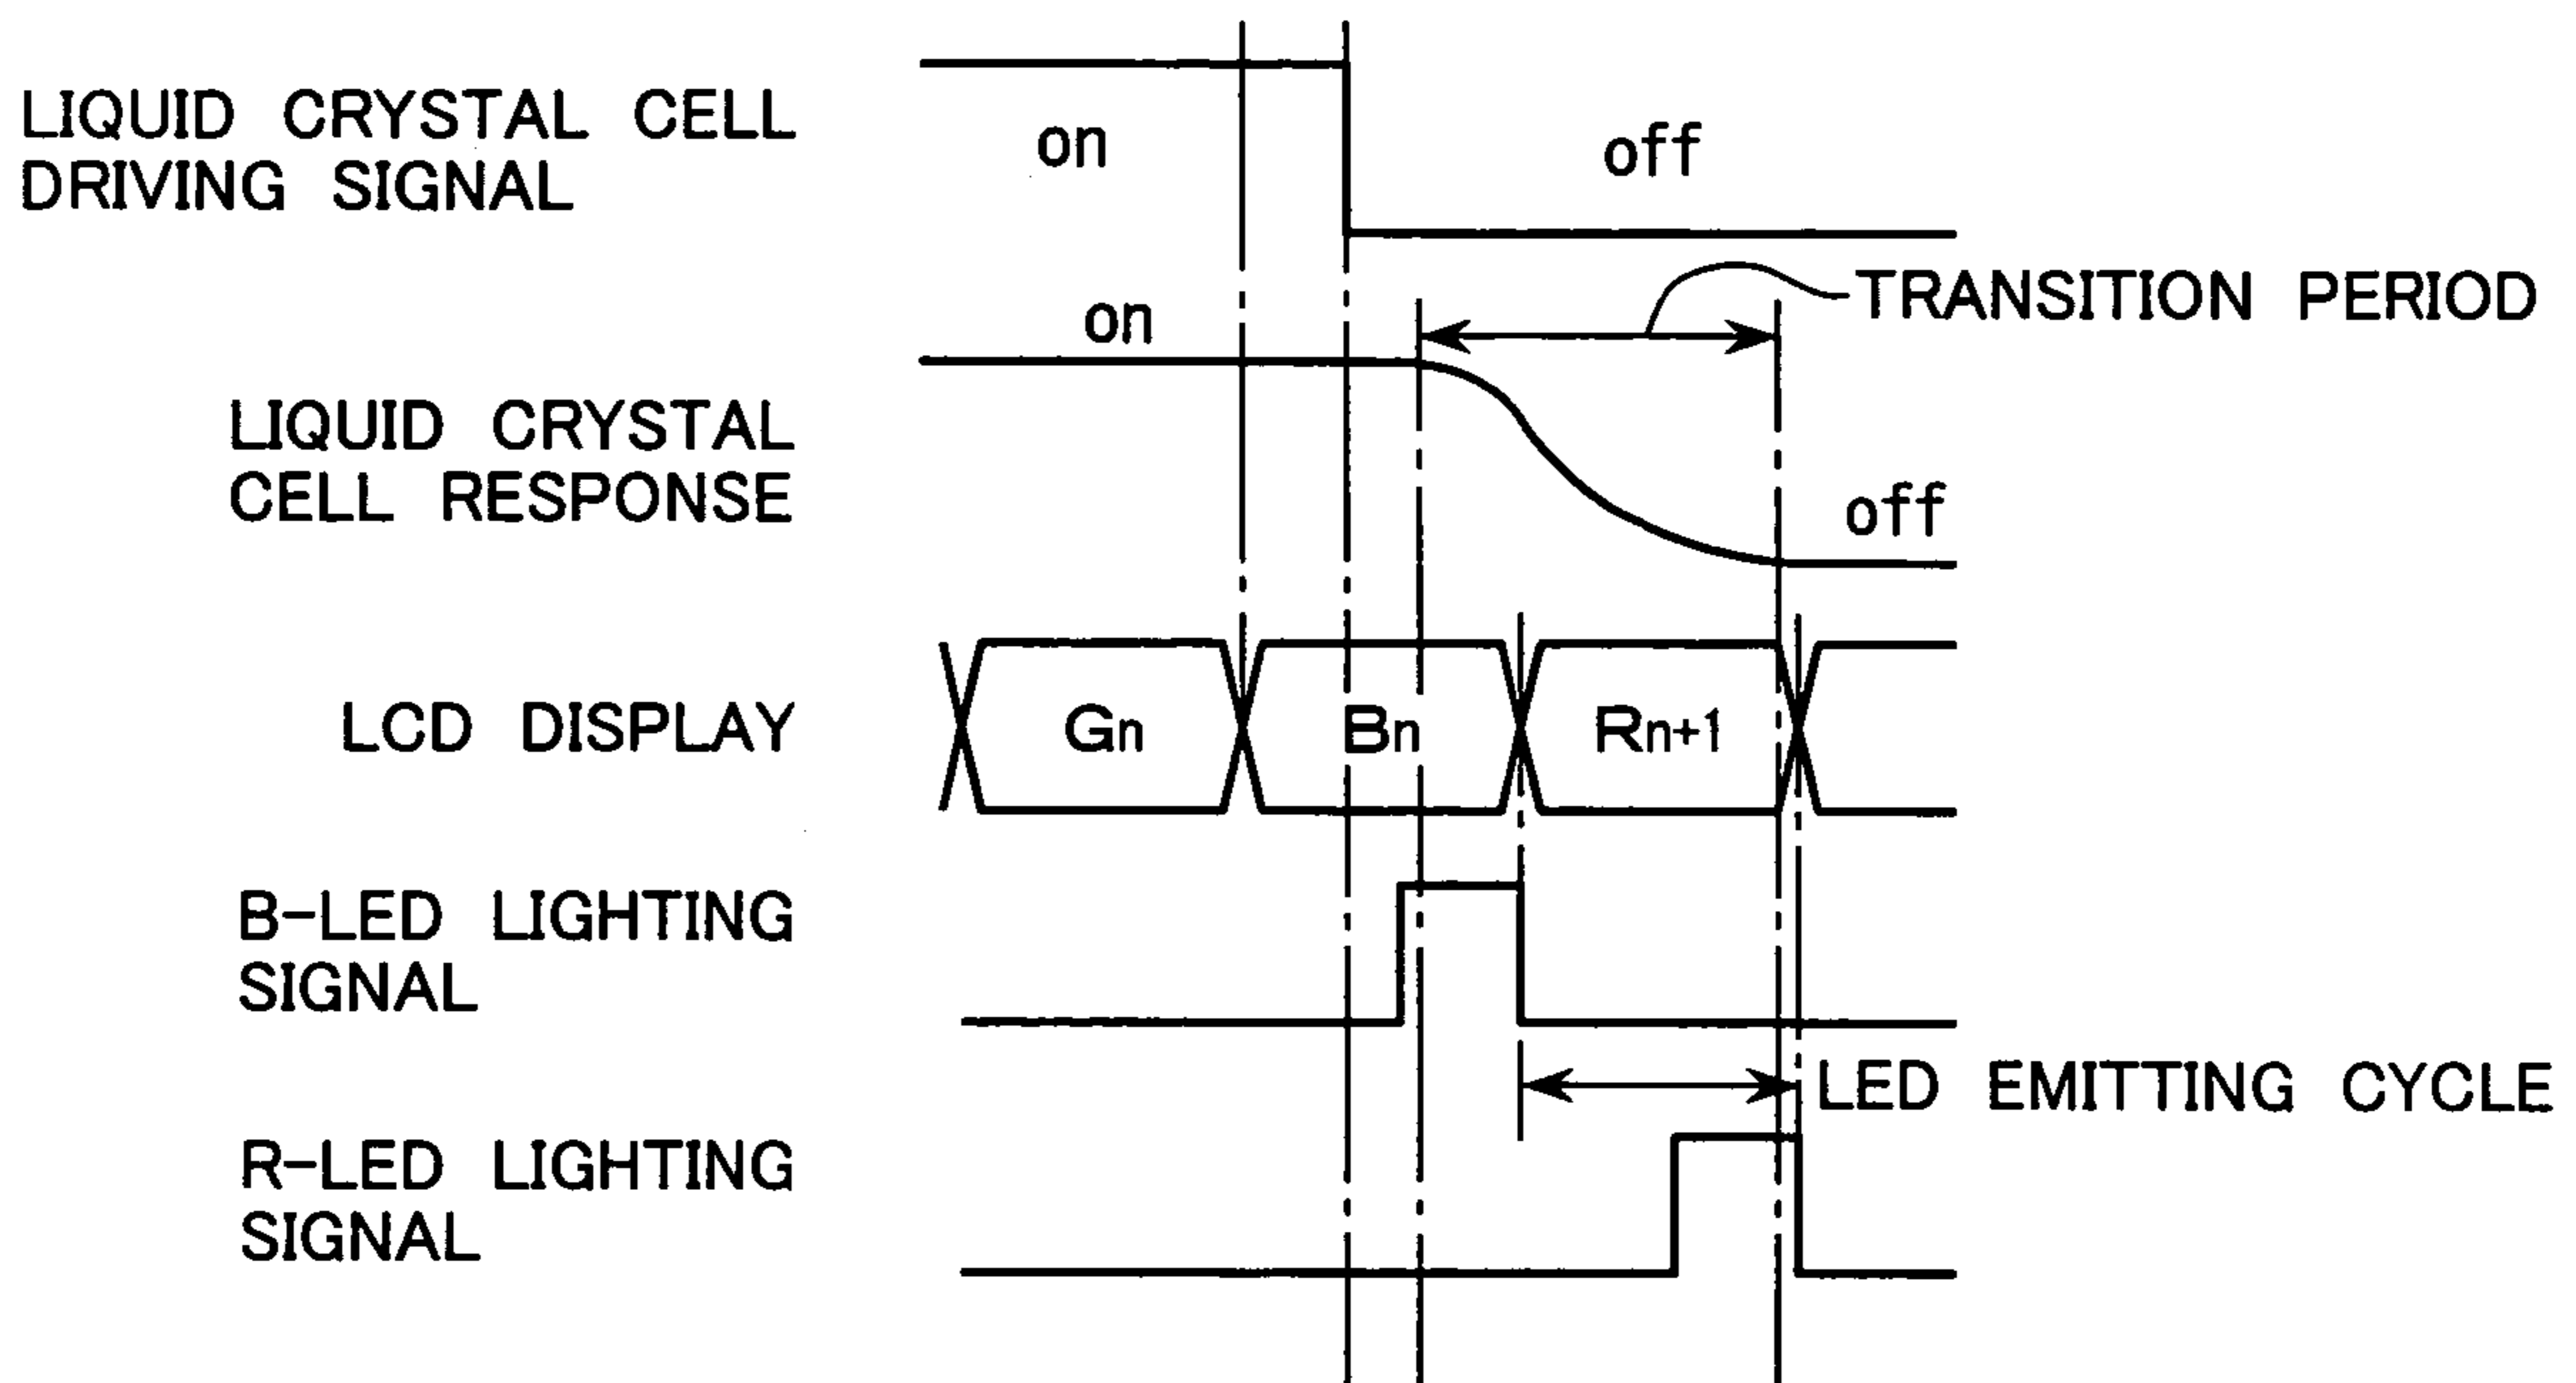 LIQUID CRYSTAL CELL
DRIVING SIGNAL
on
off
TRANSITION PERIOD
LIQUID CRYSTAL
CELL RESPONSE
on
off
LCD DISPLAY
Gn
Bn
Rn+1
B-LED LIGHTING
SIGNAL
LED EMITTING CYCLE
R-LED LIGHTING
SIGNAL